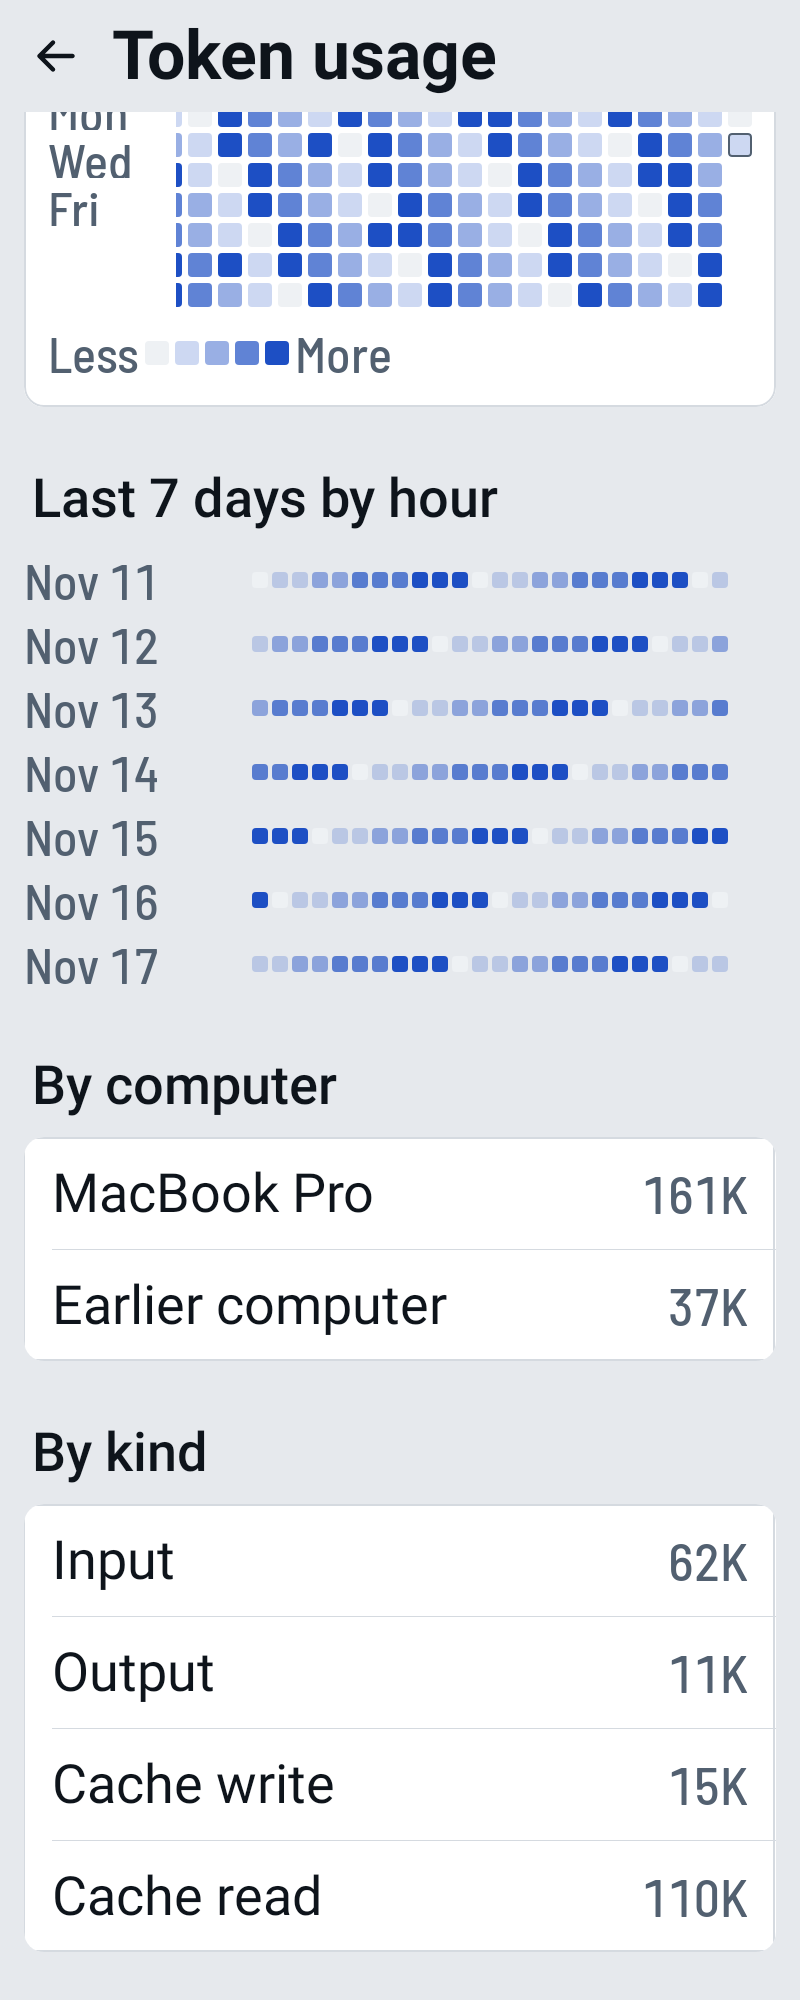 Token usage
Mon
Wed
Fri
Less
More
Last 7 days by hour
Nov 11
Nov 12
Nov 13
Nov 14
Nov 15
Nov 16
Nov 17
By computer
MacBook Pro 161K
Earlier computer 37K
By kind
Input 62K
Output 11K
Cache write 15K
Cache read 110K